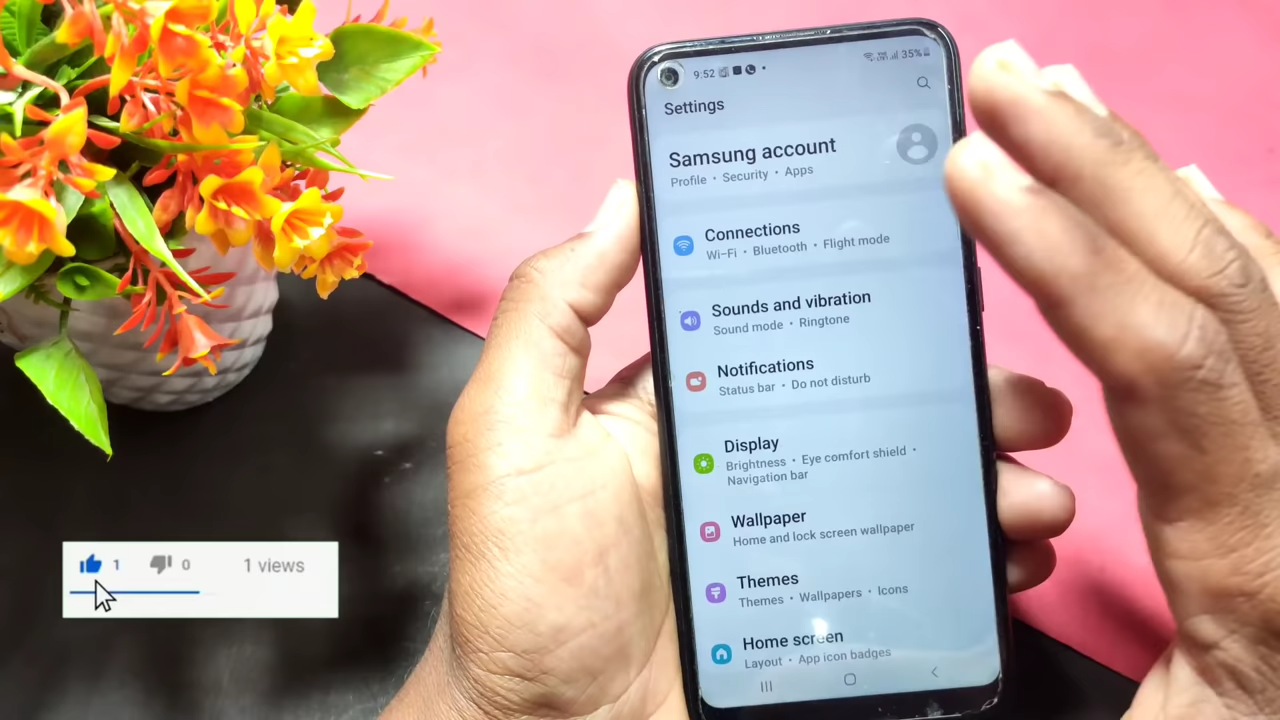 9:52
35%
Settings
Samsung account
Profile • Security • Apps
Connections
Wi-Fi • Bluetooth • Flight mode
Sounds and vibration
Sound mode • Ringtone
Notifications
Status bar • Do not disturb
Display
Brightness • Eye comfort shield •
Navigation bar
Wallpaper
Home and lock screen wallpaper
Themes
Themes • Wallpapers • Icons
Home screen
Layout • App icon badges
1 0 1 views